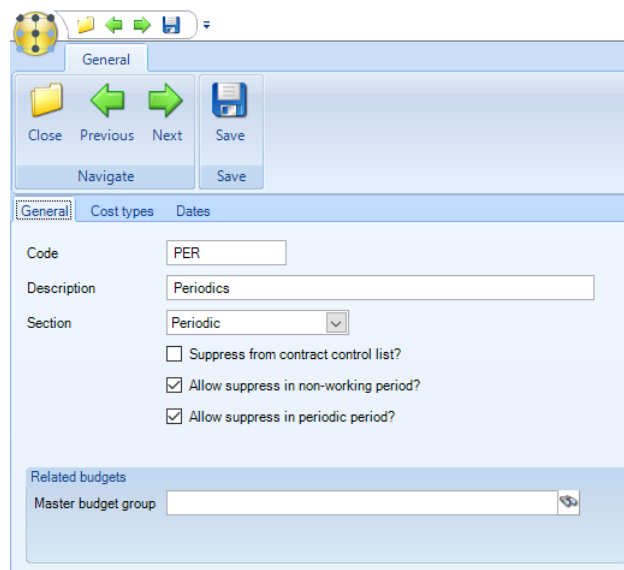 General
Close Previous Next Save
Navigate Save
General Cost types Dates
Code PER
Description Periodics
Section Periodic
Suppress from contract control list?
Allow suppress in non-working period?
Allow suppress in periodic period?
Related budgets
Master budget group